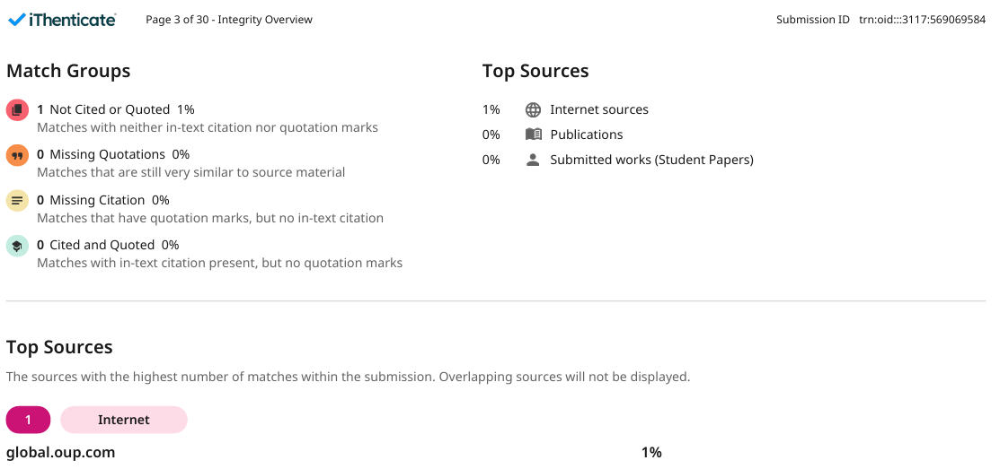 iThenticate Page 3 of 30 - Integrity Overview Submission ID trn:oid:::3117:569069584
Match Groups
1 Not Cited or Quoted 1%
Matches with neither in-text citation nor quotation marks
0 Missing Quotations 0%
Matches that are still very similar to source material
0 Missing Citation 0%
Matches that have quotation marks, but no in-text citation
0 Cited and Quoted 0%
Matches with in-text citation present, but no quotation marks
Top Sources
1% Internet sources
0% Publications
0% Submitted works (Student Papers)
Top Sources
The sources with the highest number of matches within the submission. Overlapping sources will not be displayed.
1 Internet
global.oup.com 1%